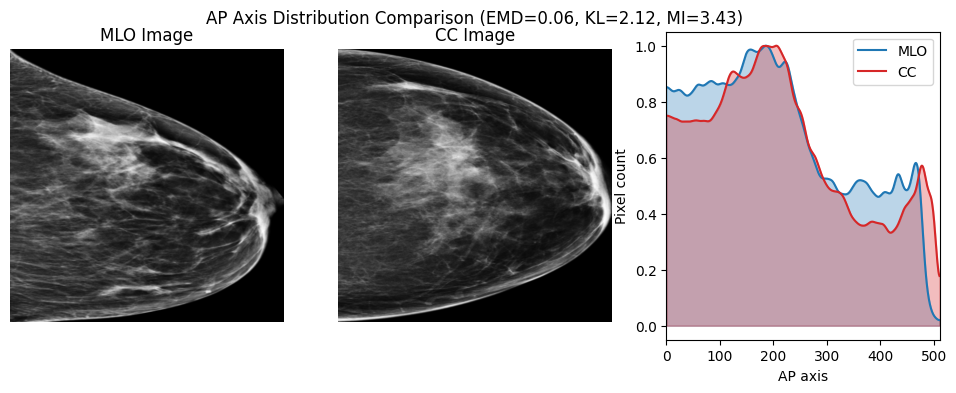 AP Axis Distribution Comparison (EMD=0.06, KL=2.12, MI=3.43)
MLO Image
CC Image
MLO
CC
Pixel count
1.0
0.8
0.6
0.4
0.2
0.0
0 100 200 300 400 500
AP axis